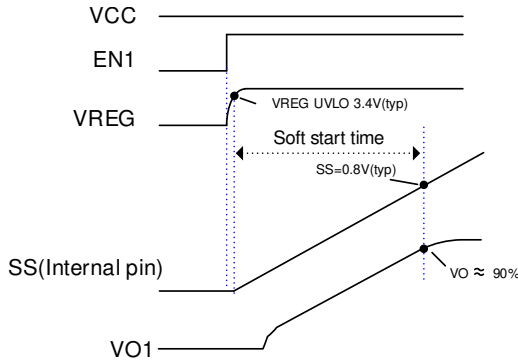 VCC
EN1
VREG UVLO 3.4V(typ)
VREG
Soft start time
SS=0.8V(typ)
SS(Internal pin)
VO ≈ 90%
VO1